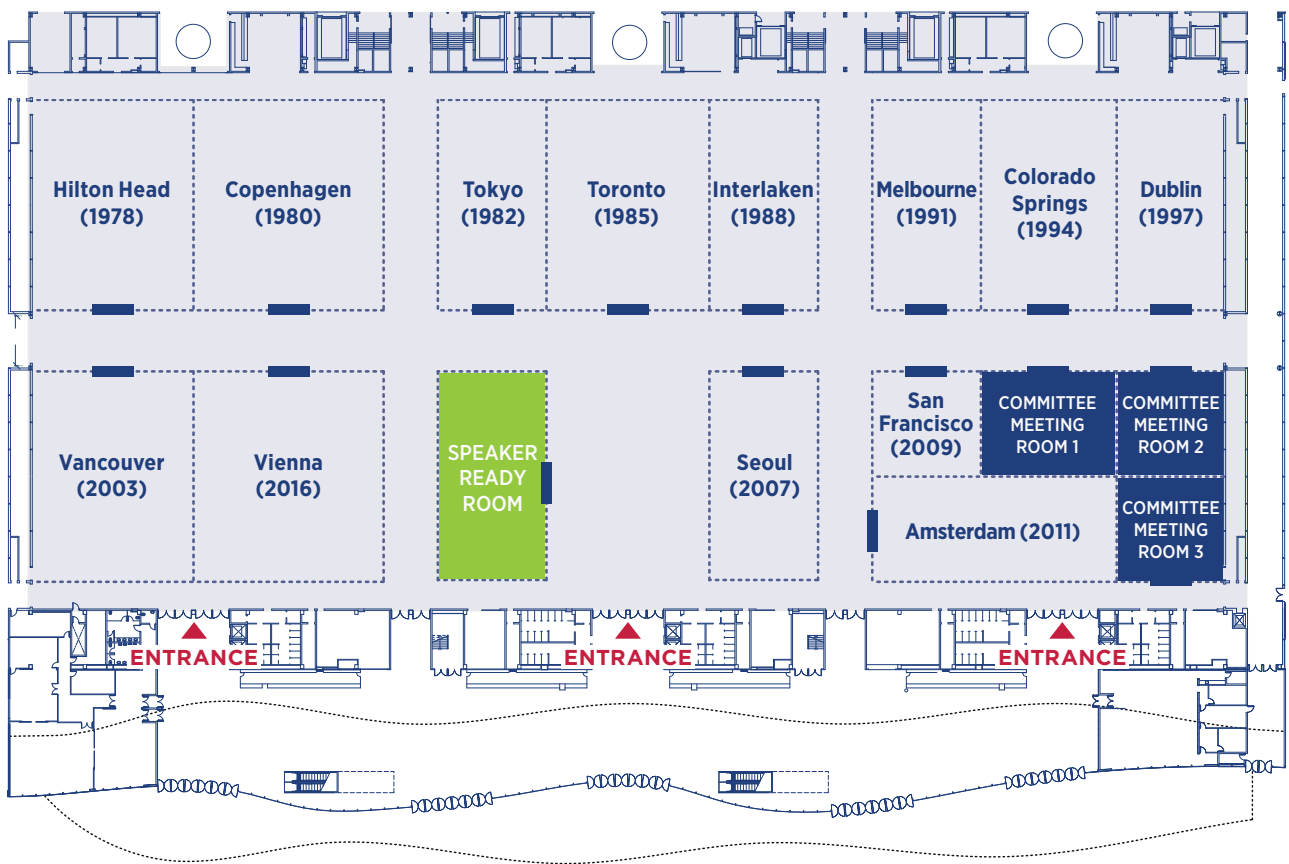 Hilton Head
(1978)
Copenhagen
(1980)
Tokyo
(1982)
Toronto
(1985)
Interlaken
(1988)
Melbourne
(1991)
Colorado
Springs
(1994)
Dublin
(1997)
Vancouver
(2003)
Vienna
(2016)
SPEAKER
READY
ROOM
Seoul
(2007)
San
Francisco
(2009)
COMMITTEE
MEETING
ROOM 1
COMMITTEE
MEETING
ROOM 2
Amsterdam (2011)
COMMITTEE
MEETING
ROOM 3
ENTRANCE
ENTRANCE
ENTRANCE